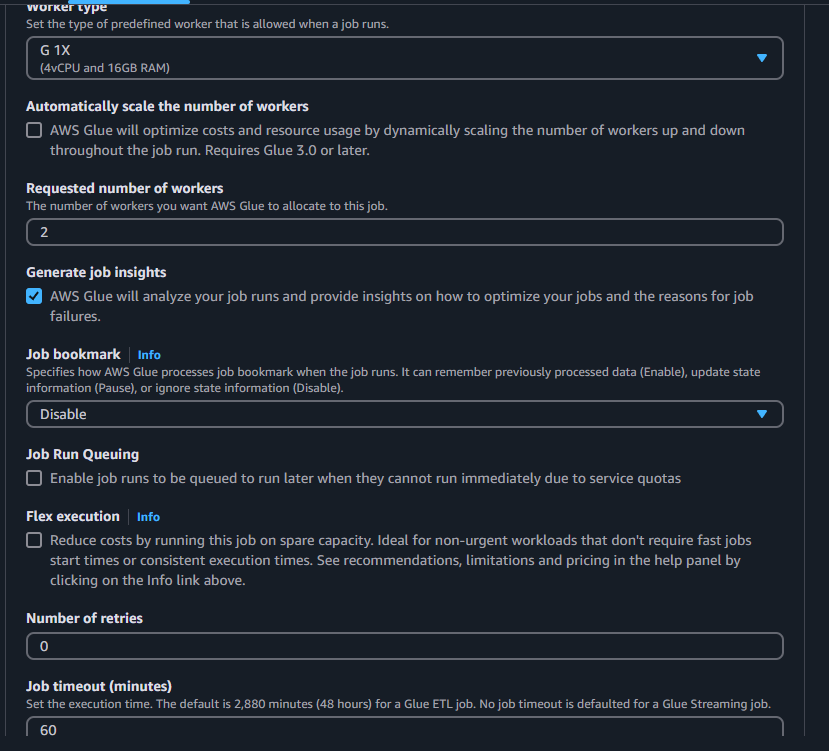 Worker type
Set the type of predefined worker that is allowed when a job runs.
G 1X
(4vCPU and 16GB RAM)
Automatically scale the number of workers
AWS Glue will optimize costs and resource usage by dynamically scaling the number of workers up and down
throughout the job run. Requires Glue 3.0 or later.
Requested number of workers
The number of workers you want AWS Glue to allocate to this job.
2
Generate job insights
AWS Glue will analyze your job runs and provide insights on how to optimize your jobs and the reasons for job
failures.
Job bookmark Info
Specifies how AWS Glue processes job bookmark when the job runs. It can remember previously processed data (Enable), update state
information (Pause), or ignore state information (Disable).
Disable
Job Run Queuing
Enable job runs to be queued to run later when they cannot run immediately due to service quotas
Flex execution Info
Reduce costs by running this job on spare capacity. Ideal for non-urgent workloads that don't require fast jobs
start times or consistent execution times. See recommendations, limitations and pricing in the help panel by
clicking on the Info link above.
Number of retries
0
Job timeout (minutes)
Set the execution time. The default is 2,880 minutes (48 hours) for a Glue ETL job. No job timeout is defaulted for a Glue Streaming job.
60